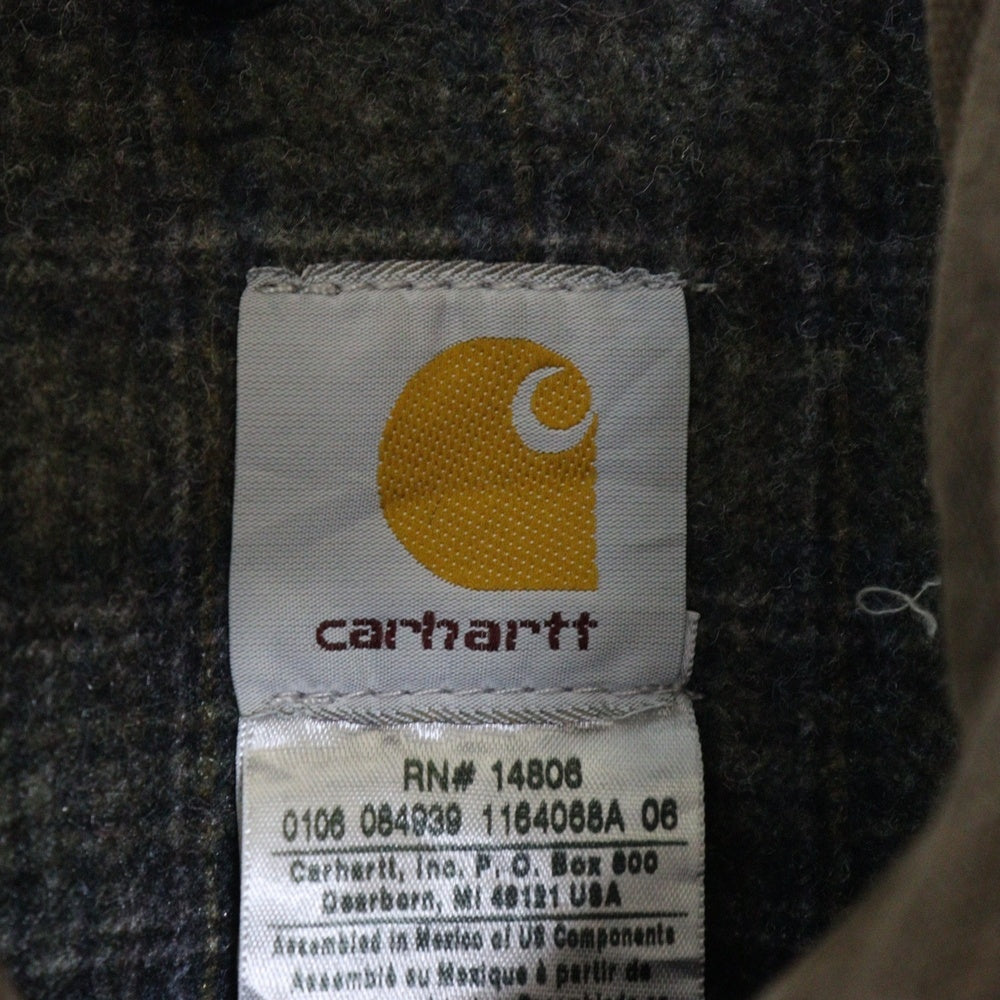 carhartt
RN# 14806
0106 084939 1164068A 06
Carhartt, Inc. P. O. Box 600
Dearborn, MI 48121 USA
Assembled in Mexico of US Components
Assemblé au Mexique à partir de